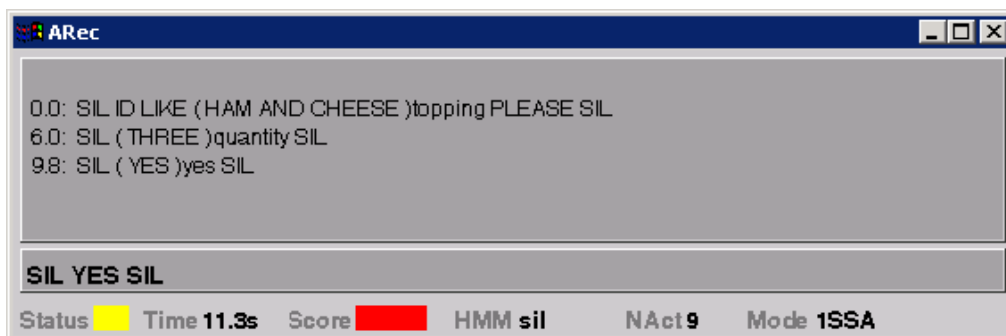 ARec
0.0: SIL ID LIKE ( HAM AND CHEESE )topping PLEASE SIL
6.0: SIL ( THREE )quantity SIL
9.8: SIL ( YES )yes SIL
SIL YES SIL
Status Time 11.3s Score HMM sil NAct 9 Mode 1SSA